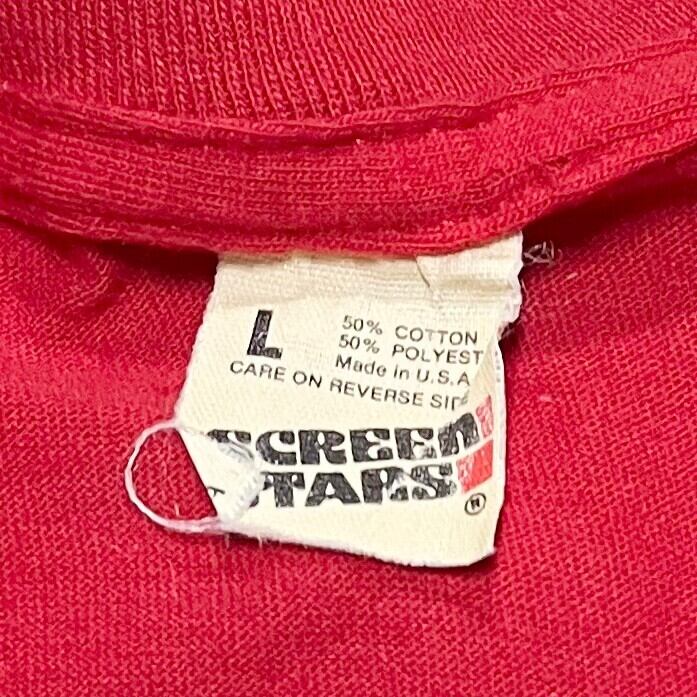 L
50% COTTON
50% POLYEST
Made in U.S.A
CARE ON REVERSE SIDE
SCREEN
STARS
®